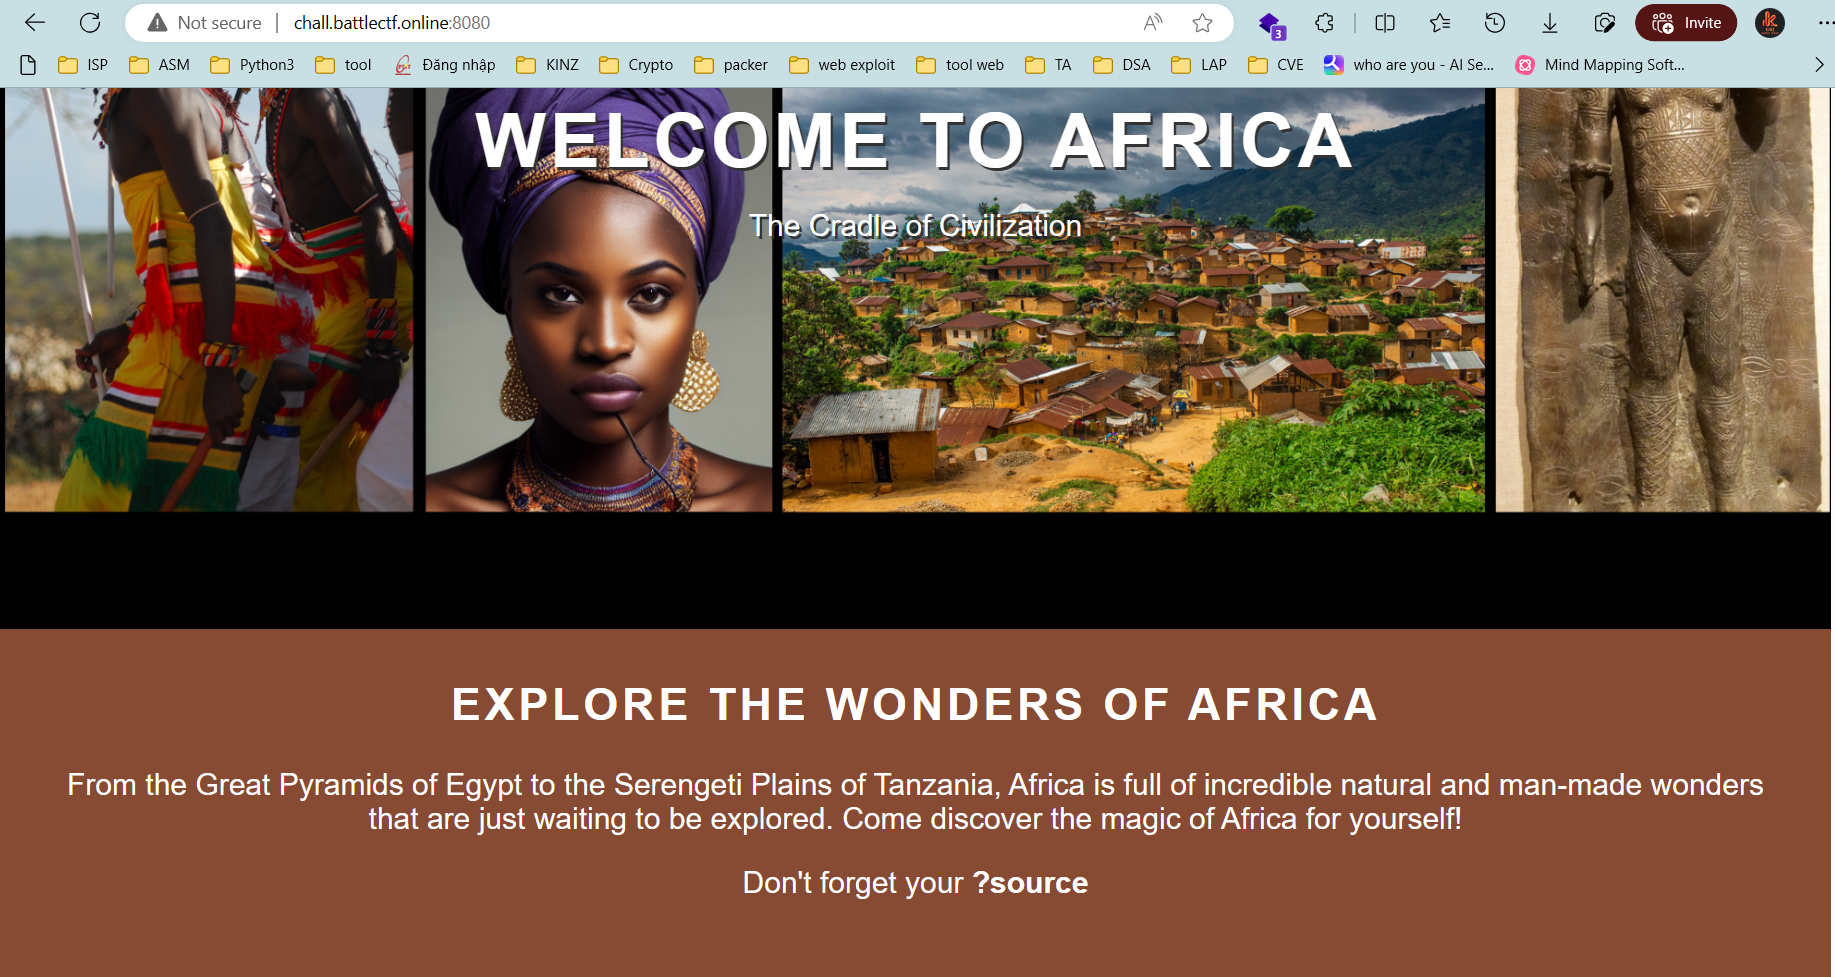 Not secure chall.battlectf.online:8080 3 Invite
ISP ASM Python3 tool Đăng nhập KINZ Crypto packer web exploit tool web TA DSA LAP CVE who are you - AI Se... Mind Mapping Soft...
WELCOME TO AFRICA
The Cradle of Civilization
EXPLORE THE WONDERS OF AFRICA
From the Great Pyramids of Egypt to the Serengeti Plains of Tanzania, Africa is full of incredible natural and man-made wonders
that are just waiting to be explored. Come discover the magic of Africa for yourself!
Don't forget your ?source